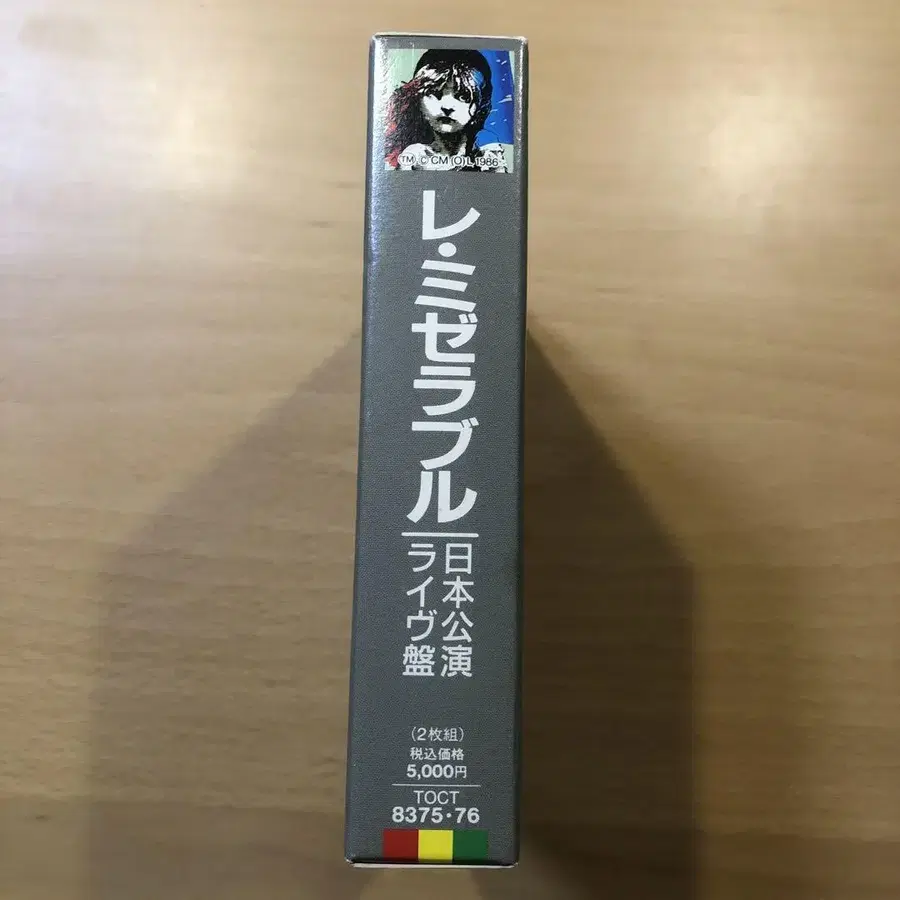 TM © CM (O) L 1986
レ・ミゼラブル
日本公演
ライヴ盤
(2枚組)
税込価格
5,000円
TOCT
8375・76